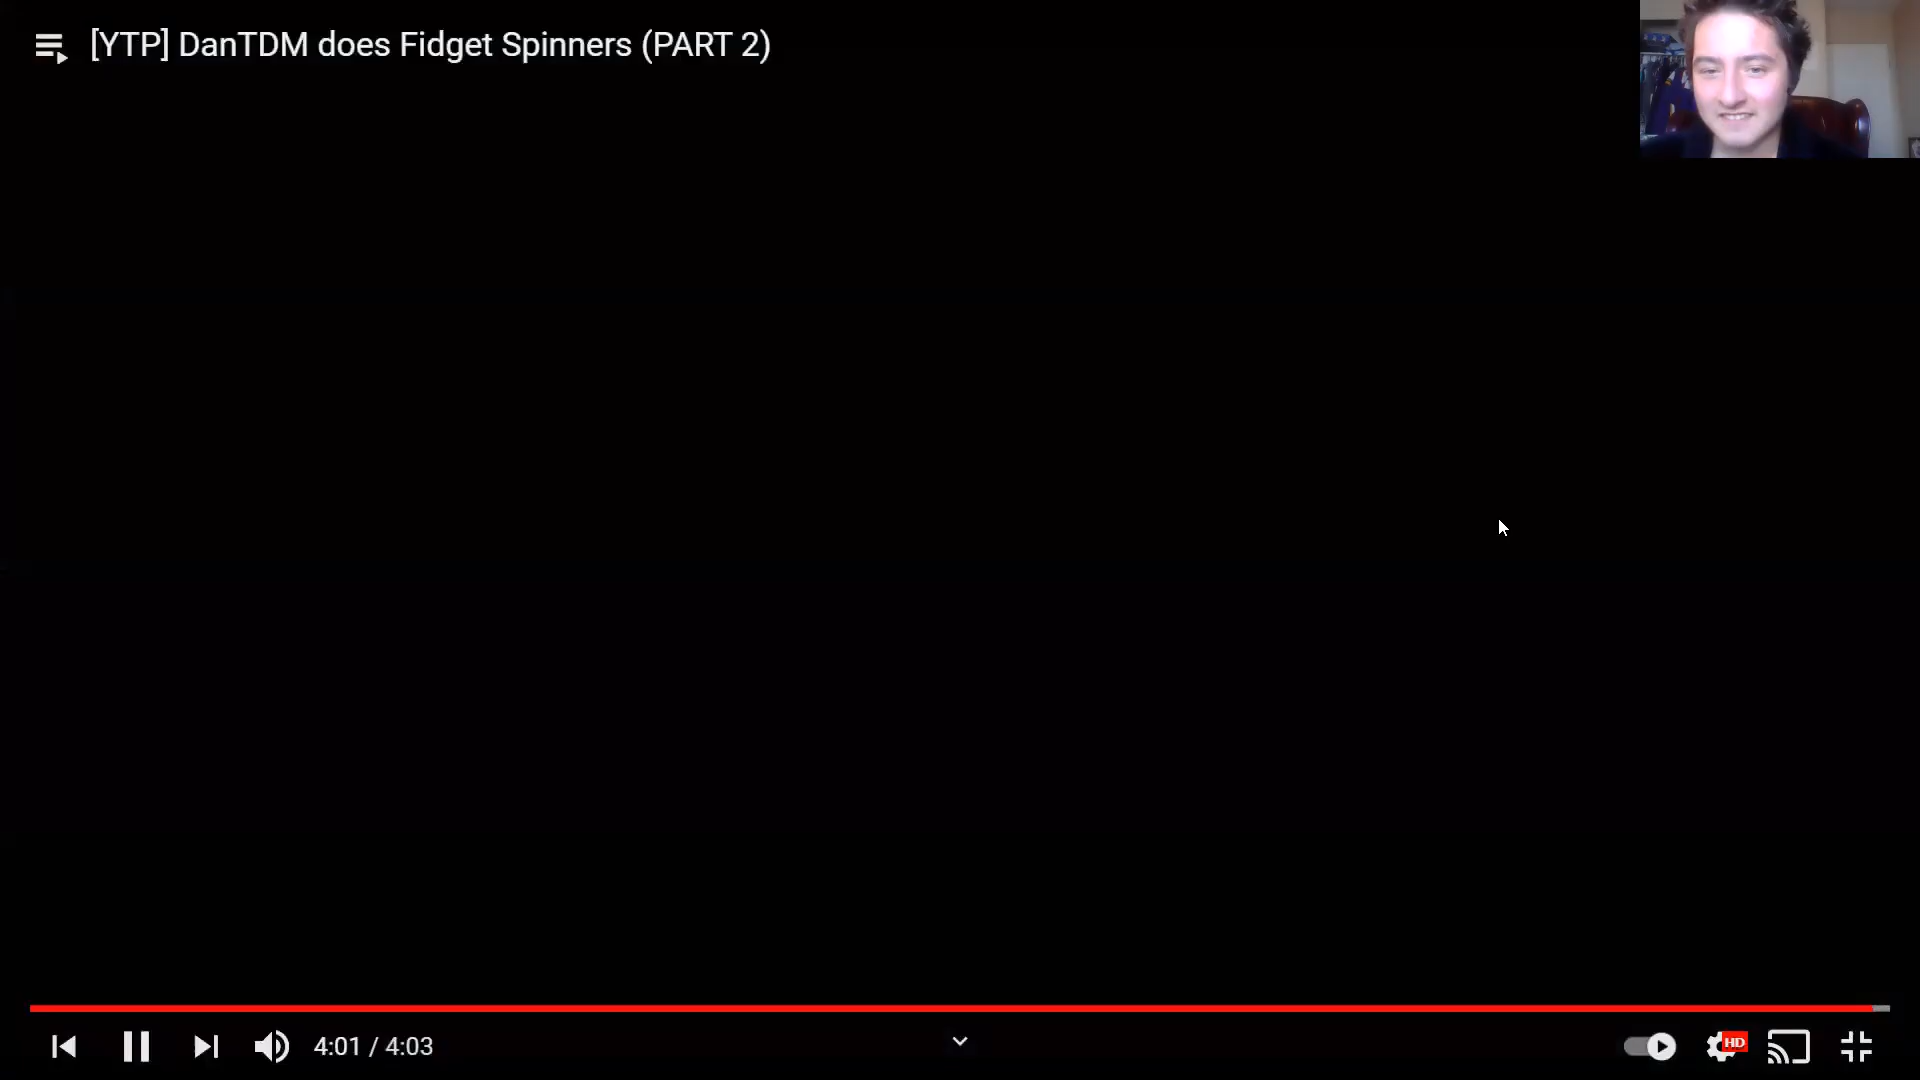 [YTP] DanTDM does Fidget Spinners (PART 2)
4:01 / 4:03
HD